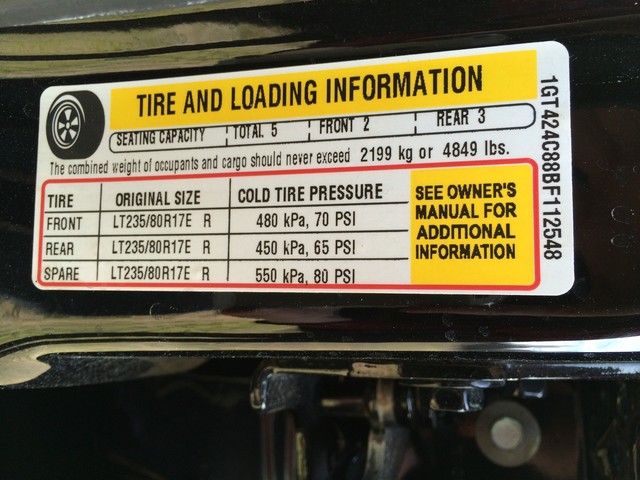 TIRE AND LOADING INFORMATION
SEATING CAPACITY TOTAL 5 FRONT 2 REAR 3
The combined weight of occupants and cargo should never exceed 2199 kg or 4849 lbs.
TIRE ORIGINAL SIZE COLD TIRE PRESSURE
FRONT LT235/80R17E R 480 kPa, 70 PSI
REAR LT235/80R17E R 450 kPa, 65 PSI
SPARE LT235/80R17E R 550 kPa, 80 PSI
SEE OWNER'S
MANUAL FOR
ADDITIONAL
INFORMATION
1GT424C88BF112548